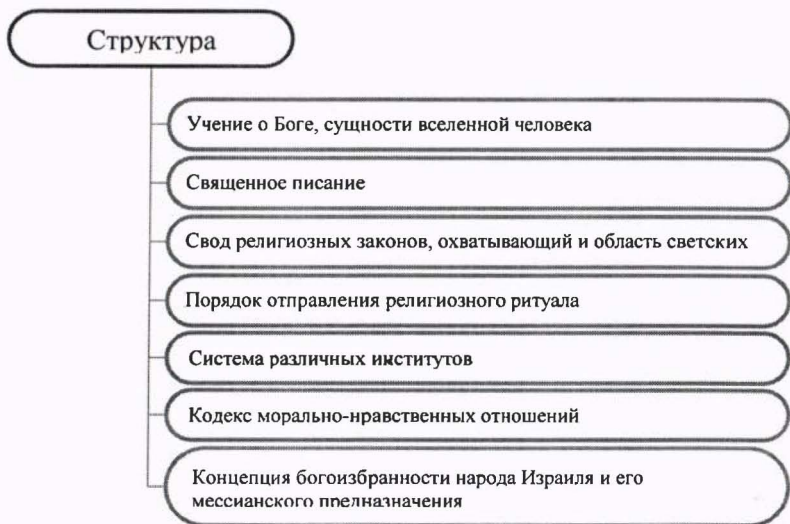 Структура
Учение о Боге, сущности вселенной человека
Священное писание
Свод религиозных законов, охватывающий и область светских
Порядок отправления религиозного ритуала
Система различных институтов
Кодекс морально-нравственных отношений
Концепция богоизбранности народа Израиля и его
мессианского предназначения